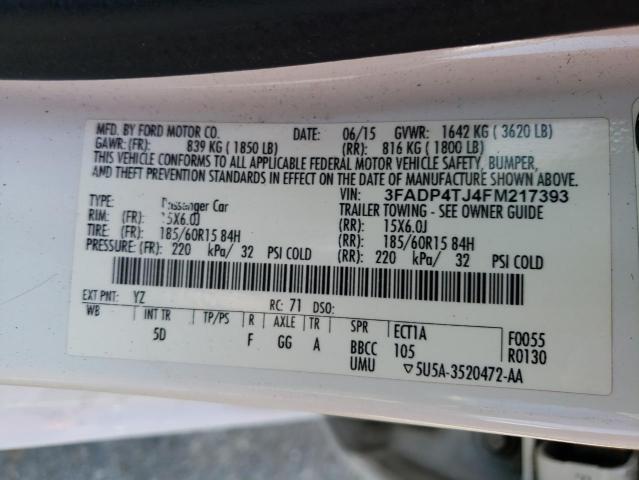 MFD. BY FORD MOTOR CO. DATE: 06/15 GVWR: 1642 KG ( 3620 LB)
GAWR: (FR): 839 KG ( 1850 LB) (RR): 816 KG ( 1800 LB)
THIS VEHICLE CONFORMS TO ALL APPLICABLE FEDERAL MOTOR VEHICLE SAFETY, BUMPER,
AND THEFT PREVENTION STANDARDS IN EFFECT ON THE DATE OF MANUFACTURE SHOWN ABOVE.
VIN: 3FADP4TJ4FM217393
TYPE: Passenger Car TRAILER TOWING - SEE OWNER GUIDE
RIM: (FR): 15X6.0J (RR): 15X6.0J
TIRE: (FR): 185/60R15 84H (RR): 185/60R15 84H
PRESSURE: (FR): 220 kPa/ 32 PSI COLD (RR): 220 kPa/ 32 PSI COLD
EXT PNT: YZ RC: 71 DSO:
WB INT TR TP/PS R AXLE TR SPR ECT1A F0055
5D F GG A BBCC 105 R0130
UMU ▽5U5A-3520472-AA